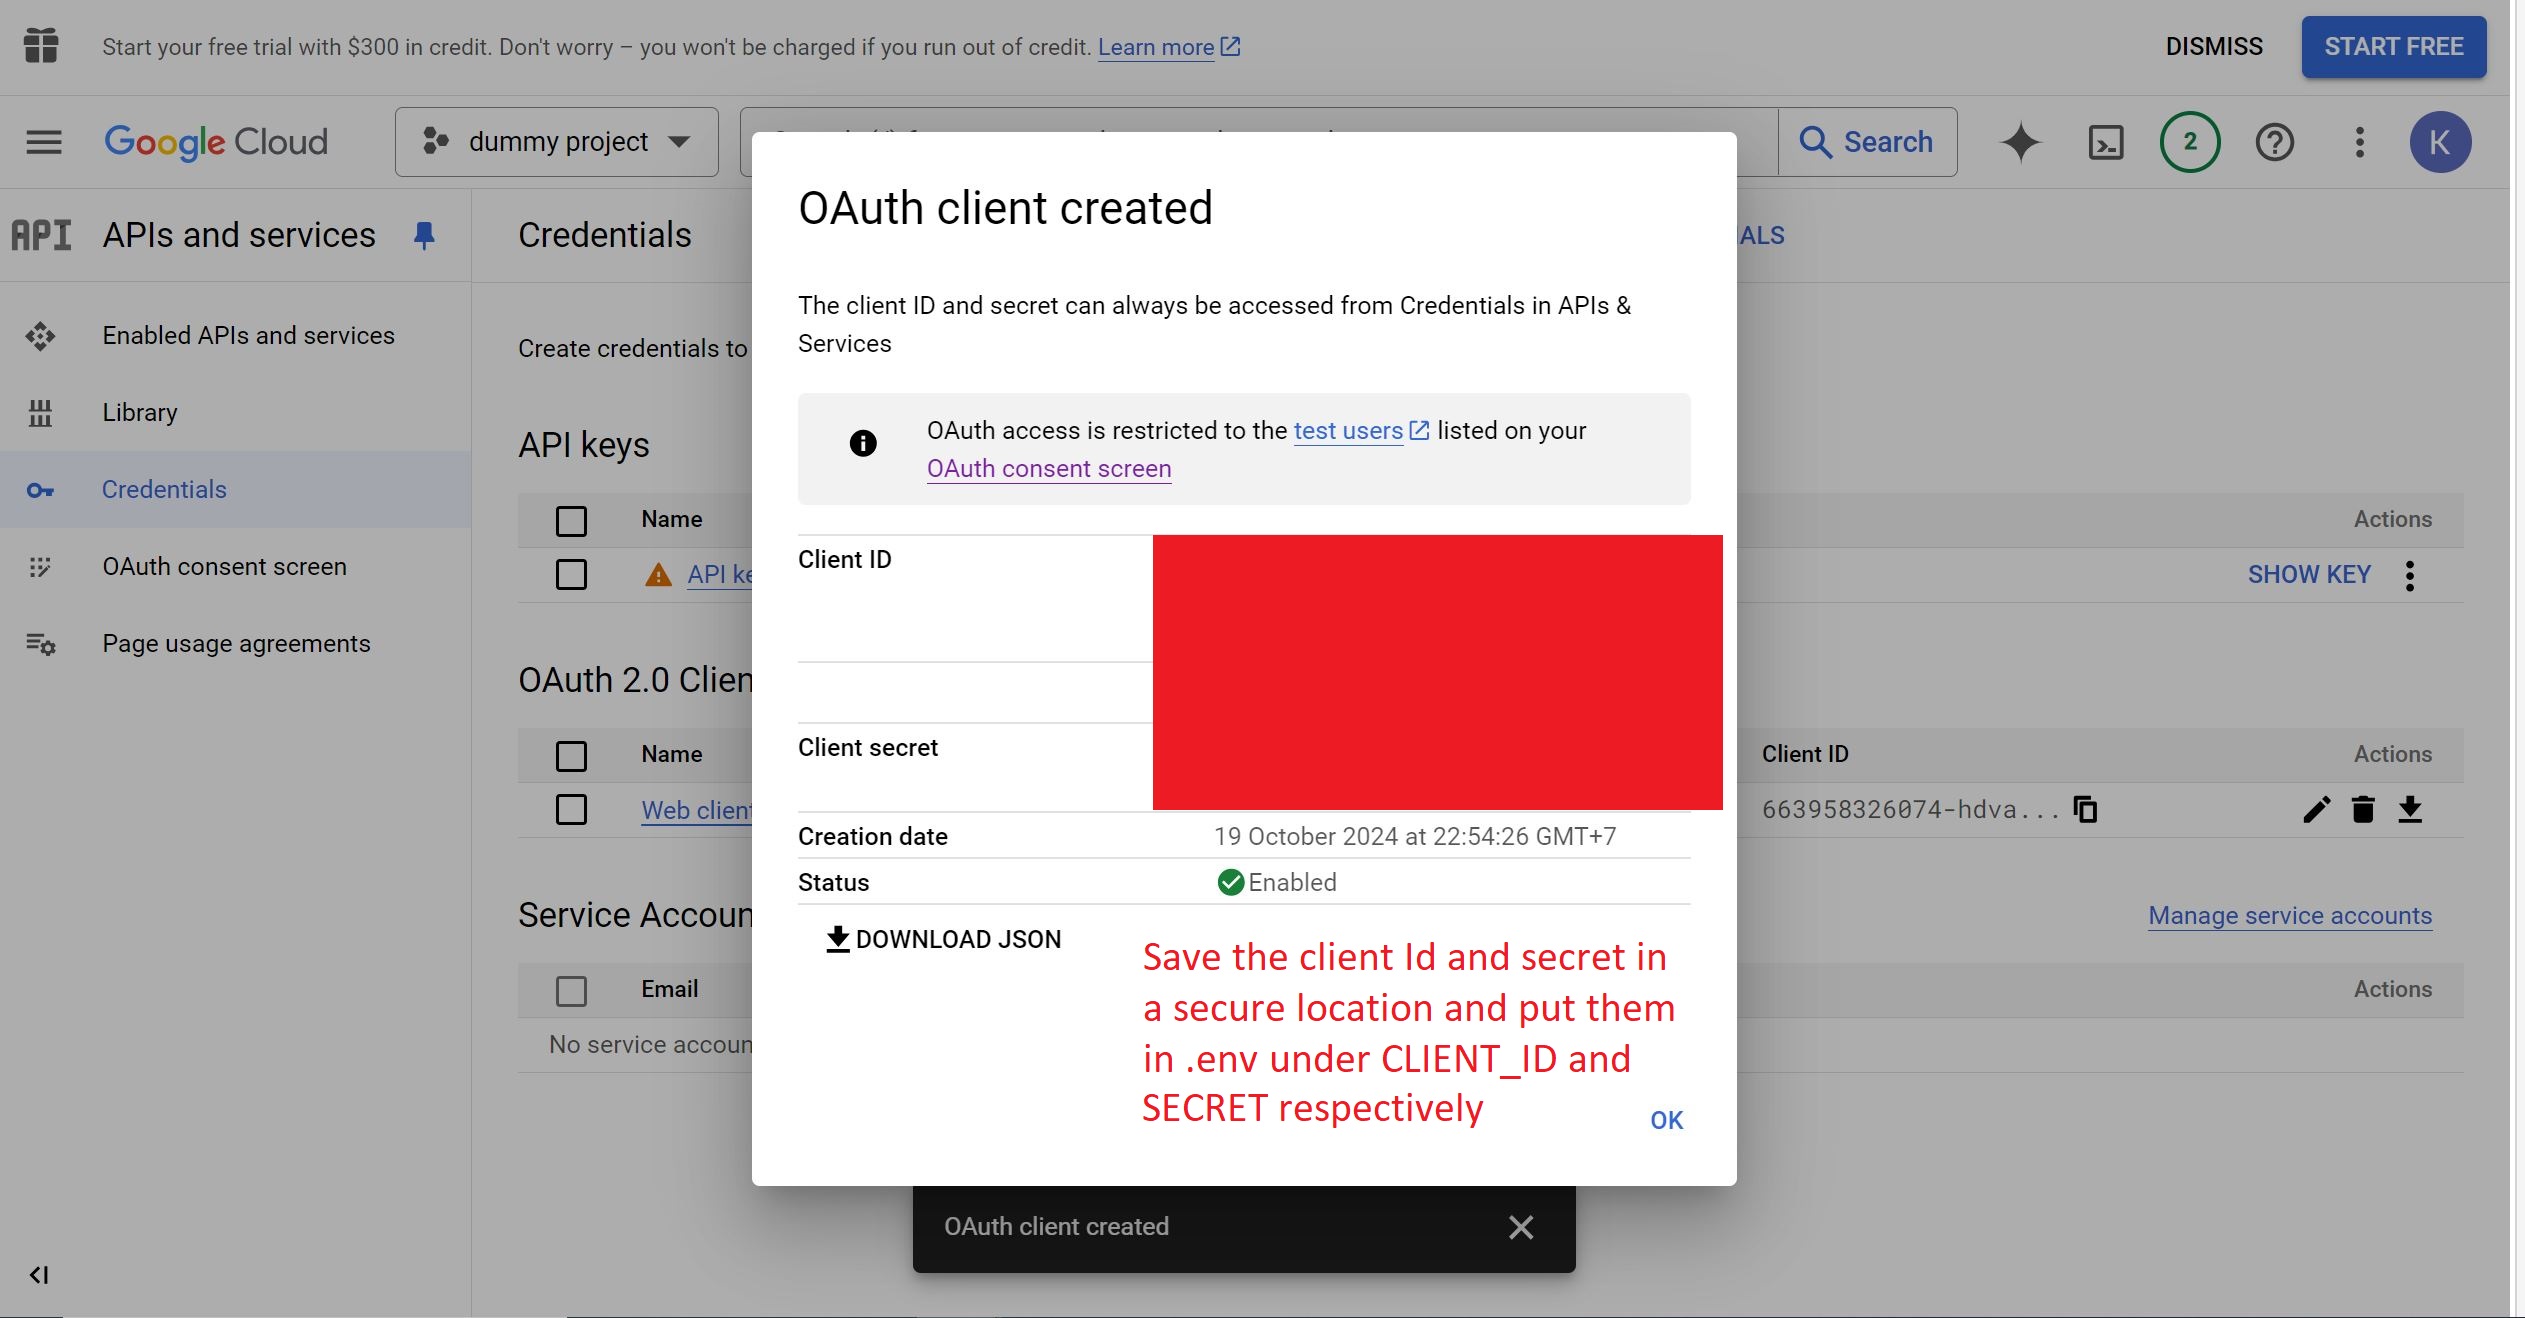 Start your free trial with $300 in credit. Don't worry – you won't be charged if you run out of credit. Learn more
DISMISS
START FREE
Google Cloud
dummy project
Search
2
K
API
APIs and services
Credentials
IALS
Enabled APIs and services
Library
Credentials
OAuth consent screen
Page usage agreements
Create credentials to
API keys
Name
Actions
API ke
SHOW KEY
OAuth 2.0 Clien
Name
Client ID
Actions
Web client
663958326074-hdva...
Service Accoun
Manage service accounts
Email
Actions
No service accoun
OAuth client created
The client ID and secret can always be accessed from Credentials in APIs &
Services
OAuth access is restricted to the test users listed on your
OAuth consent screen
Client ID
Client secret
Creation date
19 October 2024 at 22:54:26 GMT+7
Status
Enabled
DOWNLOAD JSON
Save the client Id and secret in
a secure location and put them
in .env under CLIENT_ID and
SECRET respectively
OK
OAuth client created